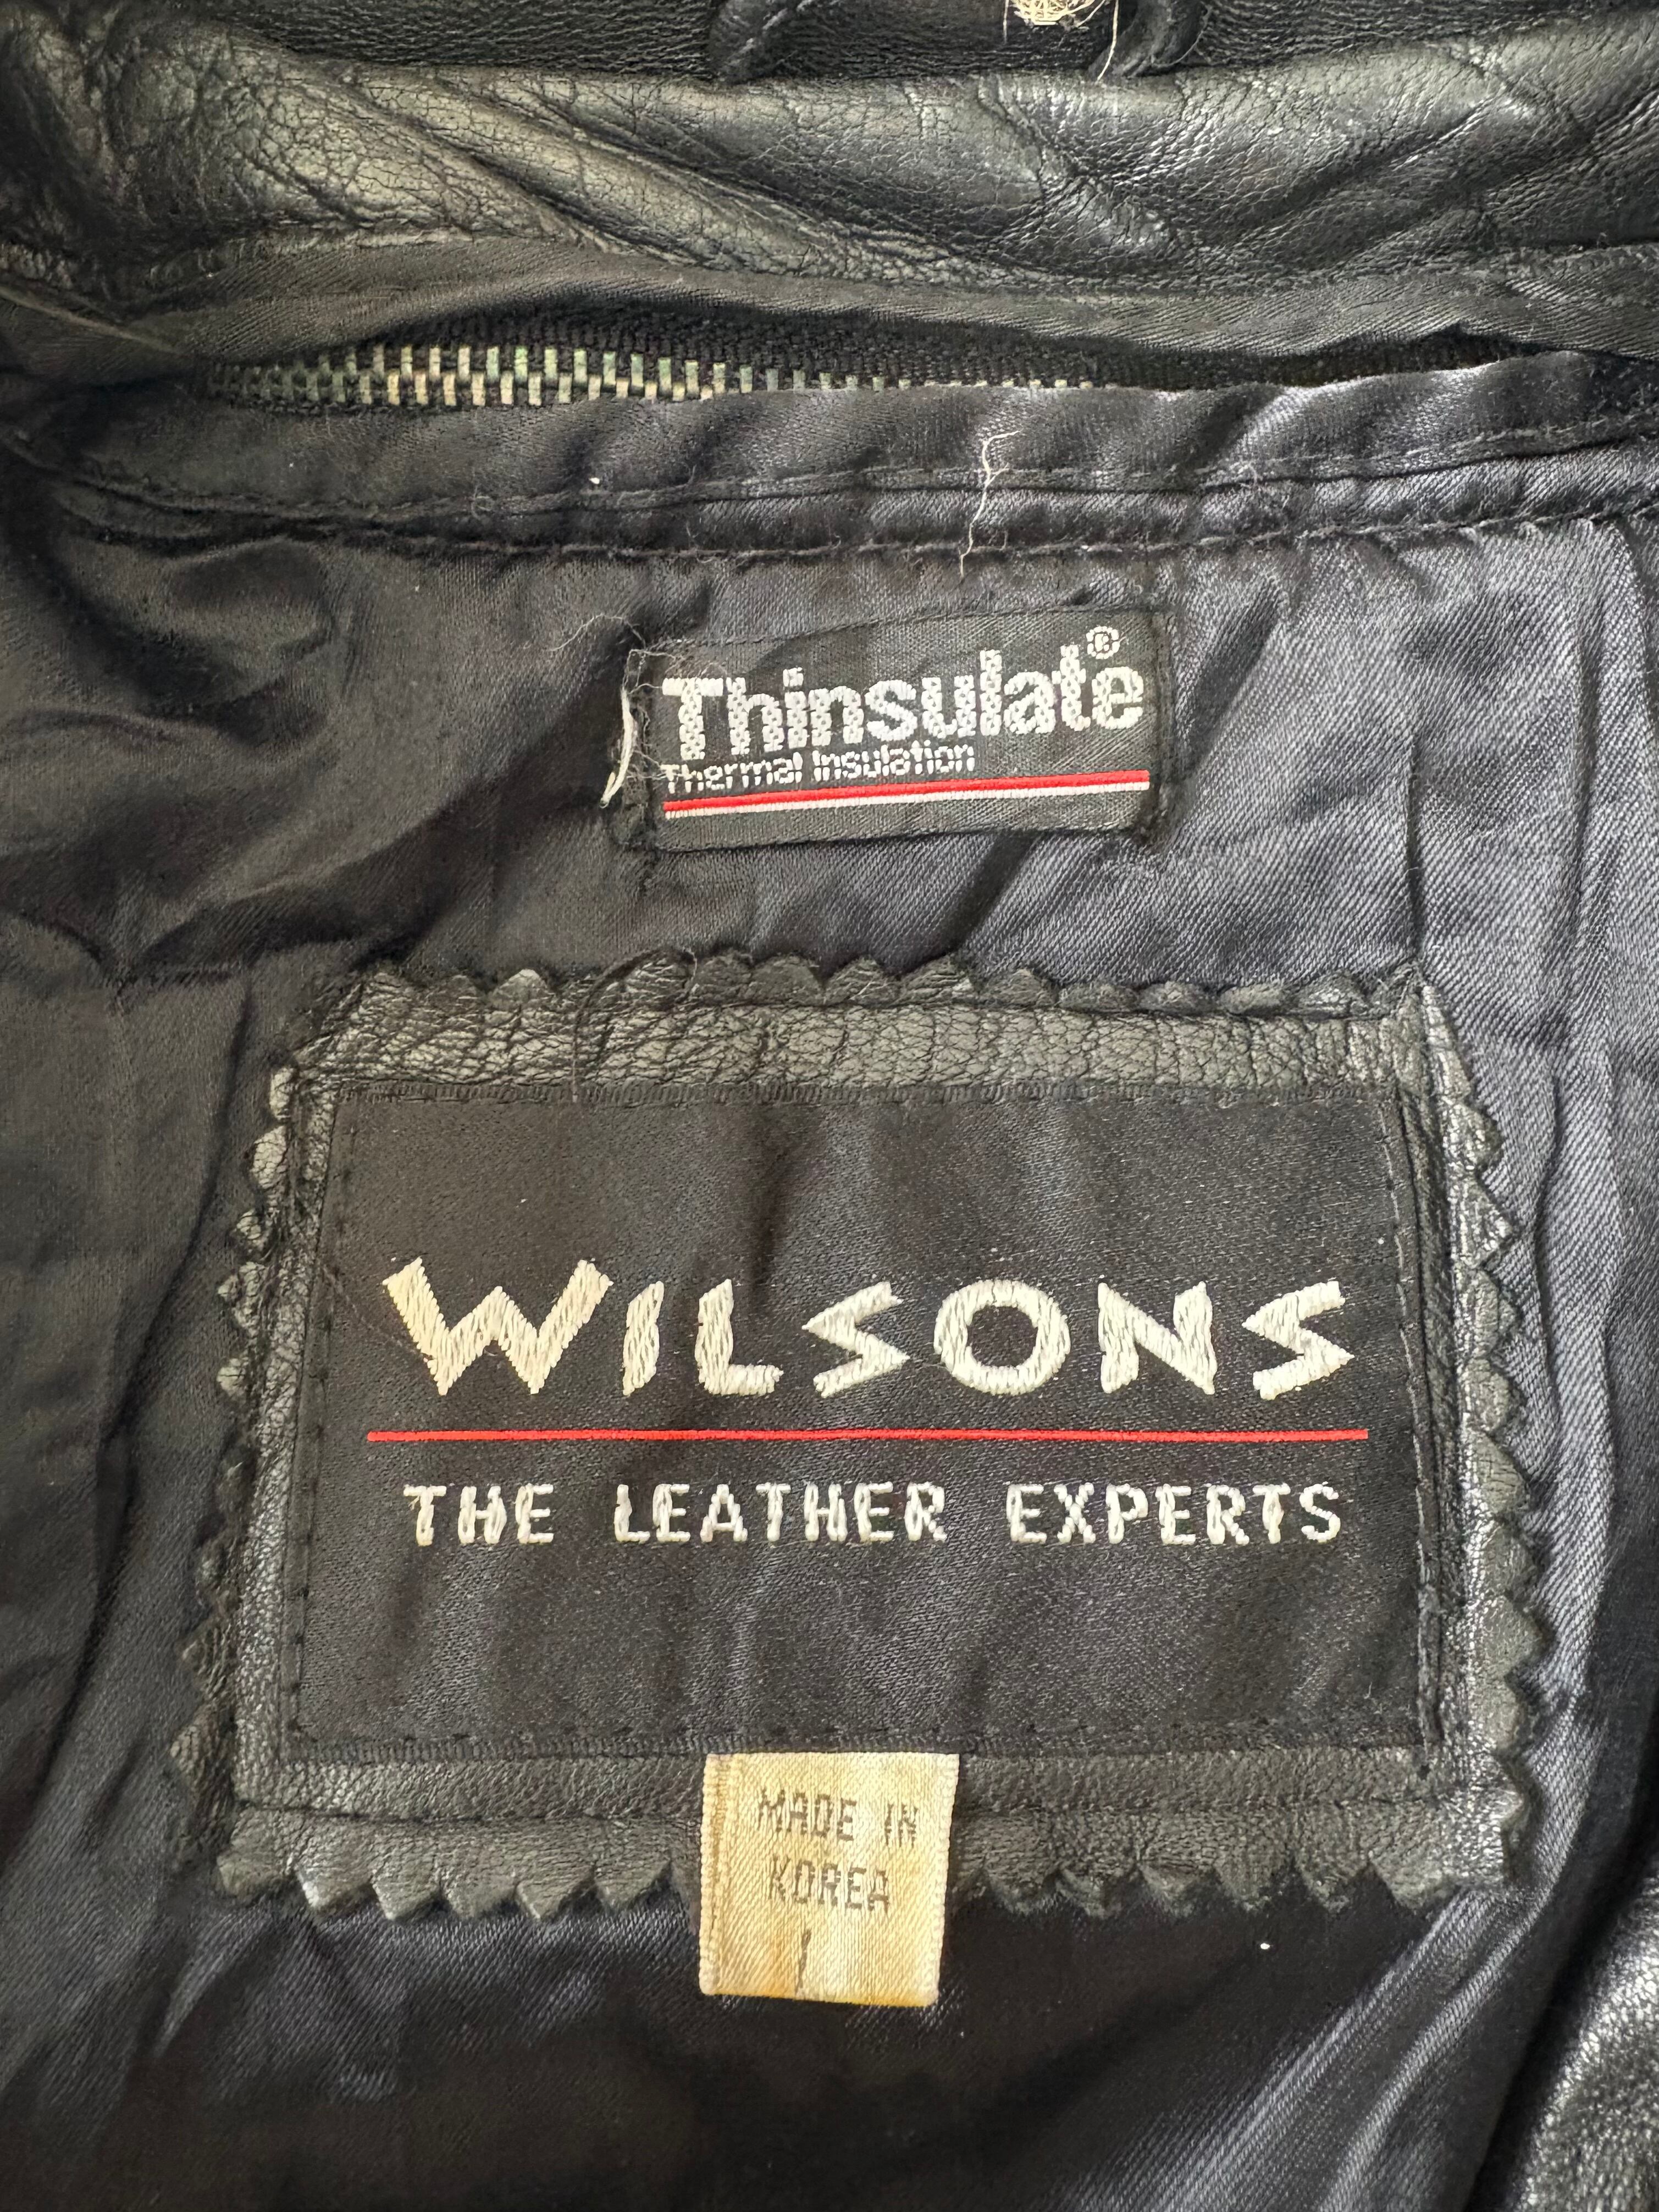 Thinsulate®
Thermal Insulation
WILSONS
THE LEATHER EXPERTS
MADE IN
KOREA